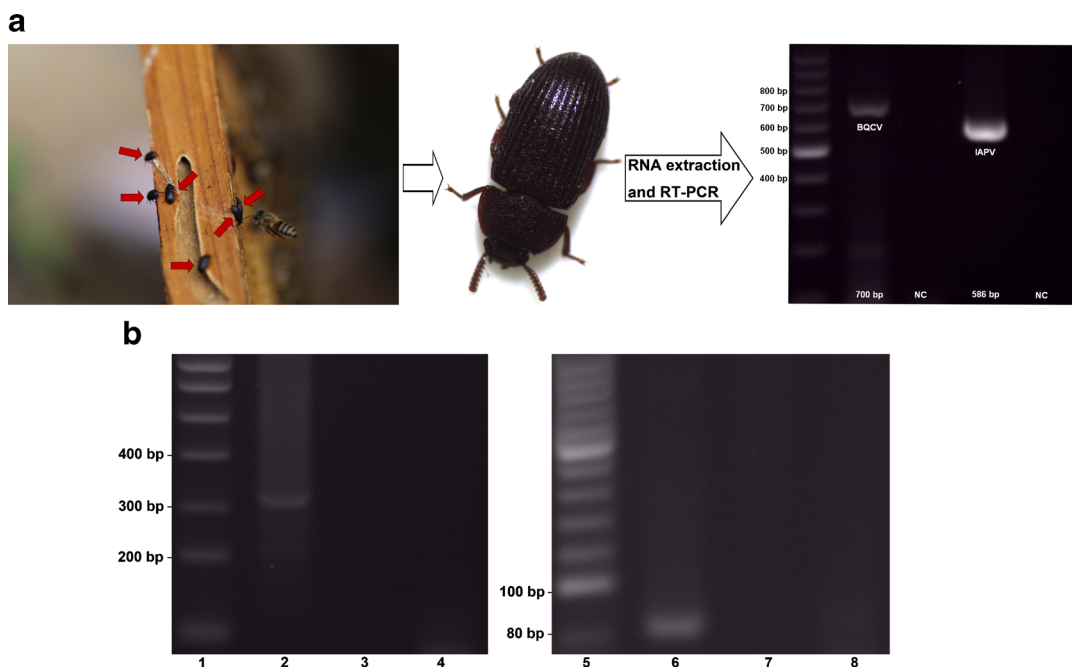 a
RNA extraction
and RT-PCR
800 bp
700 bp
600 bp
500 bp
400 bp
BQCV
IAPV
700 bp
NC
586 bp
NC
b
400 bp
300 bp
200 bp
1
2
3
4
100 bp
80 bp
5
6
7
8